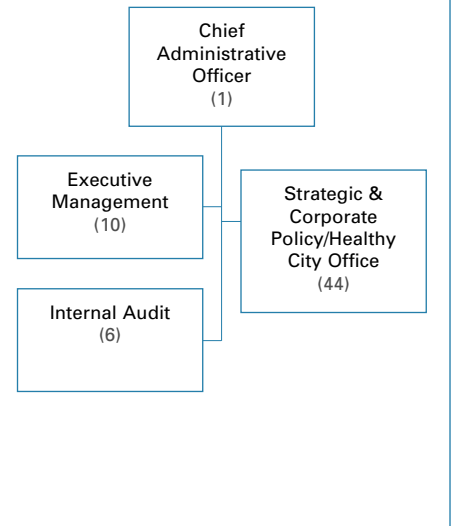 Chief
Administrative
Officer
(1)
Executive
Management
(10)
Strategic &
Corporate
Policy/Healthy
City Office
(44)
Internal Audit
(6)